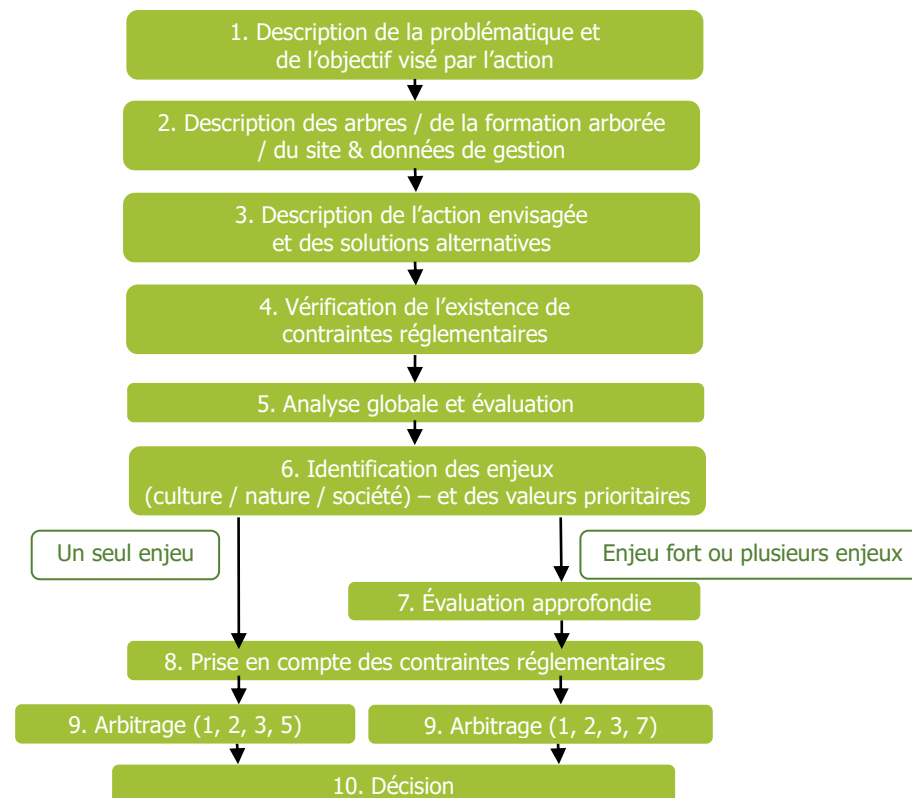 1. Description de la problématique et
de l’objectif visé par l’action
2. Description des arbres / de la formation arborée
/ du site & données de gestion
3. Description de l’action envisagée
et des solutions alternatives
4. Vérification de l’existence de
contraintes réglementaires
5. Analyse globale et évaluation
6. Identification des enjeux
(culture / nature / société) – et des valeurs prioritaires
Un seul enjeu
Enjeu fort ou plusieurs enjeux
7. Évaluation approfondie
8. Prise en compte des contraintes réglementaires
9. Arbitrage (1, 2, 3, 5)
9. Arbitrage (1, 2, 3, 7)
10. Décision